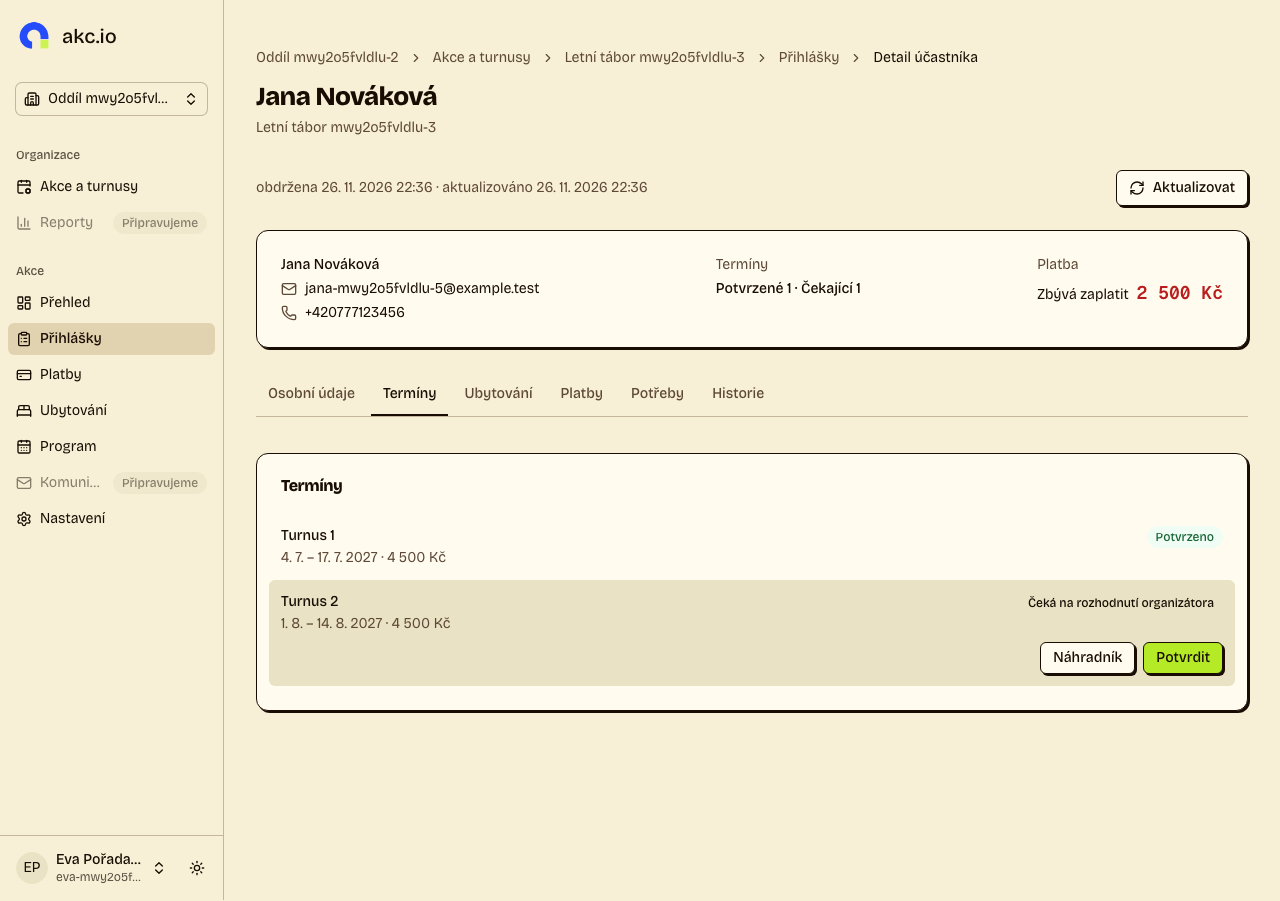 akc.io
Oddíl mwy2o5fvl...
Organizace
Akce a turnusy
Reporty Připravujeme
Akce
Přehled
Přihlášky
Platby
Ubytování
Program
Komuni... Připravujeme
Nastavení
EP
Eva Pořada...
eva-mwy2o5f...
Oddíl mwy2o5fvldlu-2 > Akce a turnusy > Letní tábor mwy2o5fvldlu-3 > Přihlášky > Detail účastníka
Jana Nováková
Letní tábor mwy2o5fvldlu-3
obdržena 26. 11. 2026 22:36 · aktualizováno 26. 11. 2026 22:36
Aktualizovat
Jana Nováková
jana-mwy2o5fvldlu-5@example.test
+420777123456
Termíny
Potvrzené 1 · Čekající 1
Platba
Zbývá zaplatit 2 500 Kč
Osobní údaje Termíny Ubytování Platby Potřeby Historie
Termíny
Turnus 1 Potvrzeno
4. 7. – 17. 7. 2027 · 4 500 Kč
Turnus 2 Čeká na rozhodnutí organizátora
1. 8. – 14. 8. 2027 · 4 500 Kč
Náhradník Potvrdit